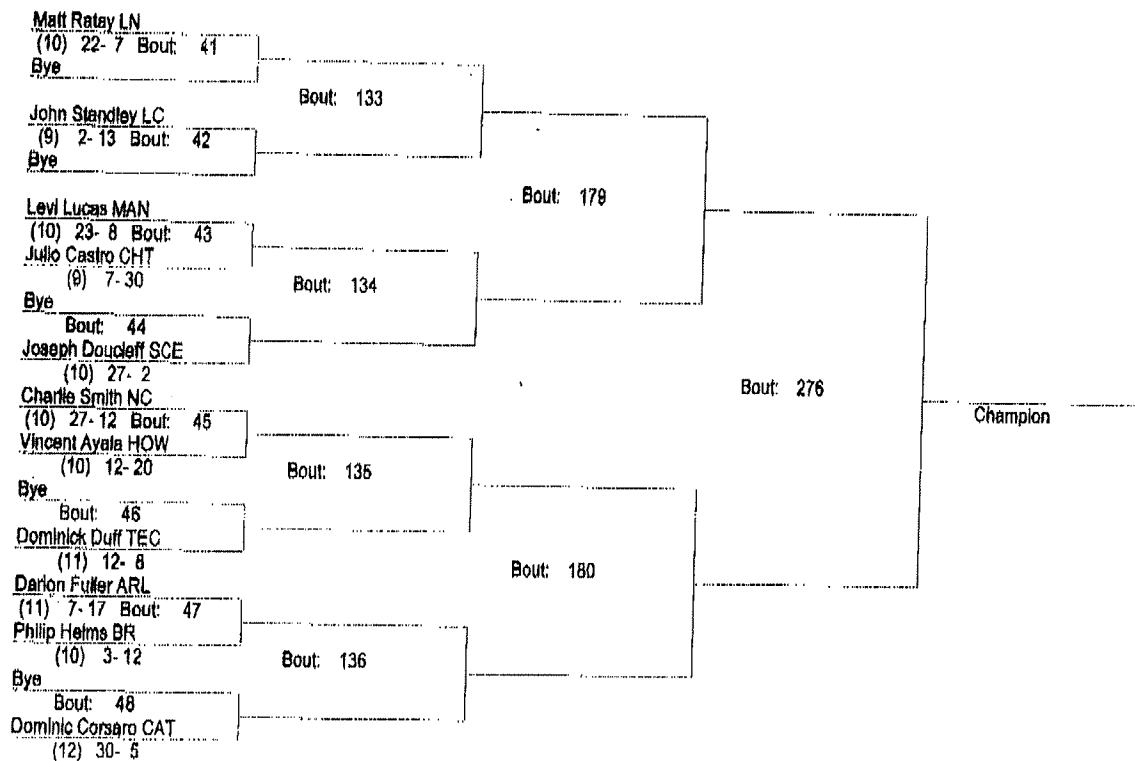 Matt Ratay LN
(10) 22- 7 Bout: 41
Bye
Bout: 133
John Standley LC
(9) 2- 13 Bout: 42
Bye
Bout: 179
Levi Lucas MAN
(10) 23- 8 Bout: 43
Julio Castro CHT
(9) 7- 30
Bout: 134
Bye
Bout: 44
Joseph Doucleff SCE
(10) 27- 2
Bout: 276
Champion
Charlie Smith NC
(10) 27- 12 Bout: 45
Vincent Ayala HOW
(10) 12- 20
Bout: 135
Bye
Bout: 46
Dominick Duff TEC
(11) 12- 8
Bout: 180
Darion Fuller ARL
(11) 7- 17 Bout: 47
Philip Helms BR
(10) 3- 12
Bout: 136
Bye
Bout: 48
Dominic Corsaro CAT
(12) 30- 5